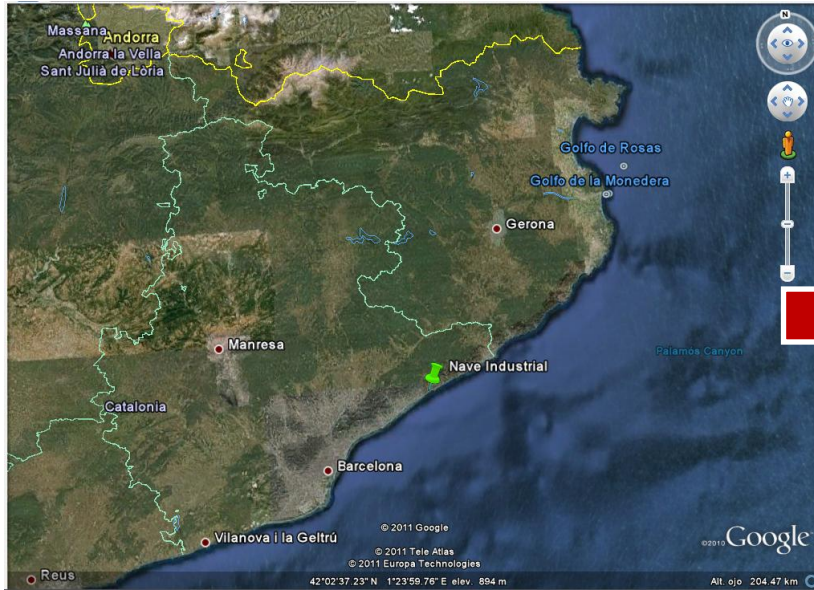 Massana
Andorra
Andorra la Vella
Sant Julià de Loria
N
Golfo de Rosas
Golfo de la Monedera
Gerona
Manresa
Palamós Canyon
Nave Industrial
Catalonia
Barcelona
© 2011 Google
Vilanova i la Geltrú
©2010 Google
© 2011 Tele Atlas
© 2011 Europa Technologies
Reus
42°02'37.23" N 1°23'59.76" E elev. 894 m
Alt. ojo 204.47 km